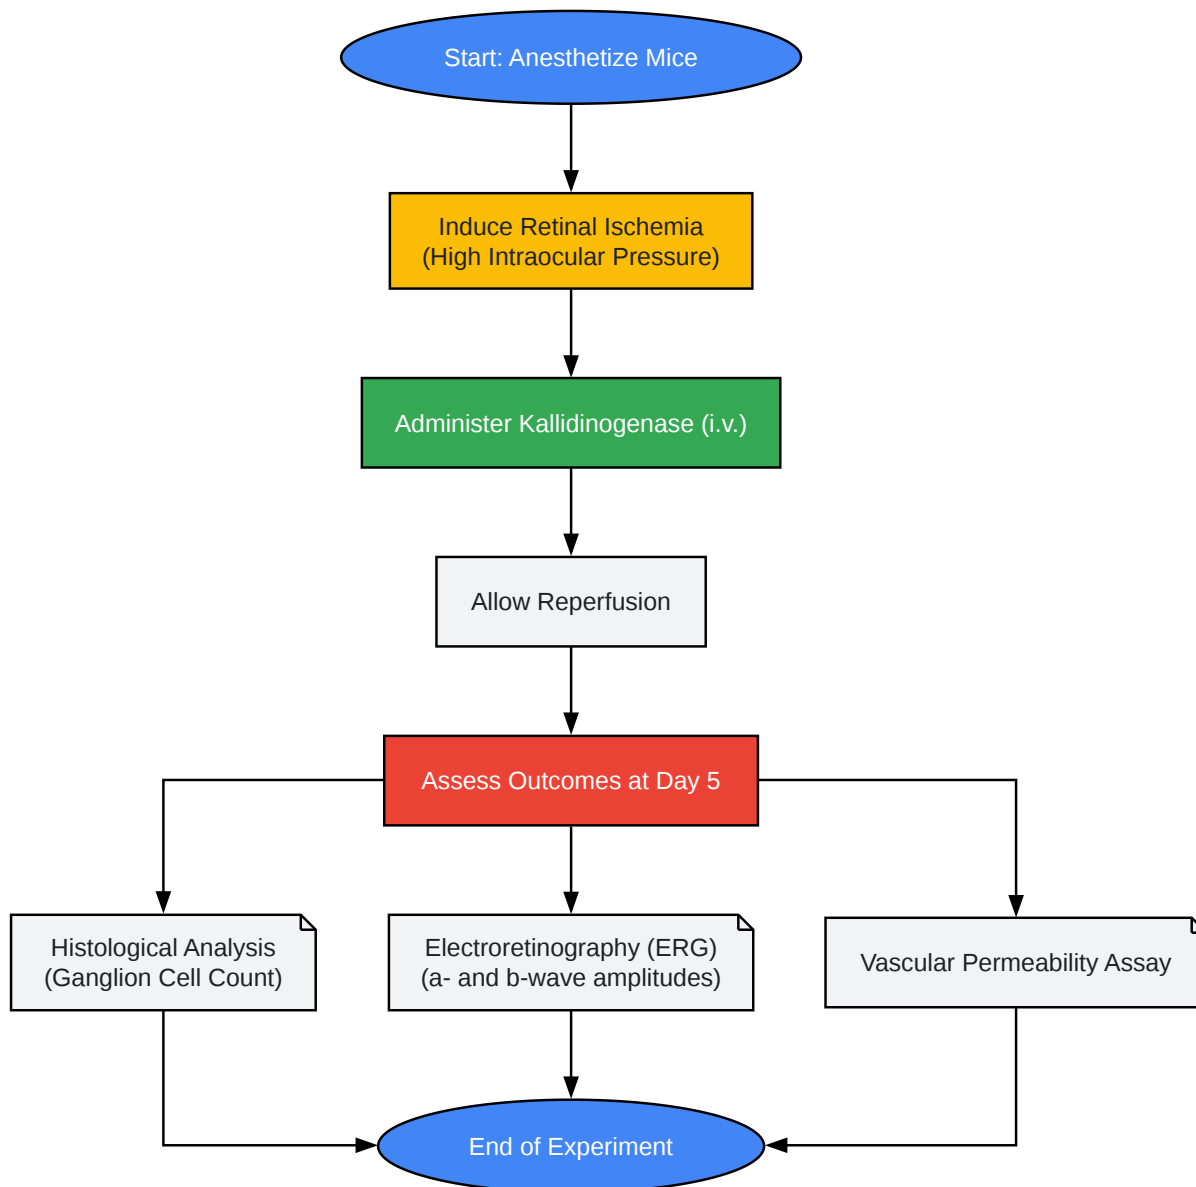 Start: Anesthetize Mice
Induce Retinal Ischemia
(High Intraocular Pressure)
Administer Kallidinogenase (i.v.)
Allow Reperfusion
Assess Outcomes at Day 5
Histological Analysis
(Ganglion Cell Count)
Electroretinography (ERG)
(a- and b-wave amplitudes)
Vascular Permeability Assay
End of Experiment